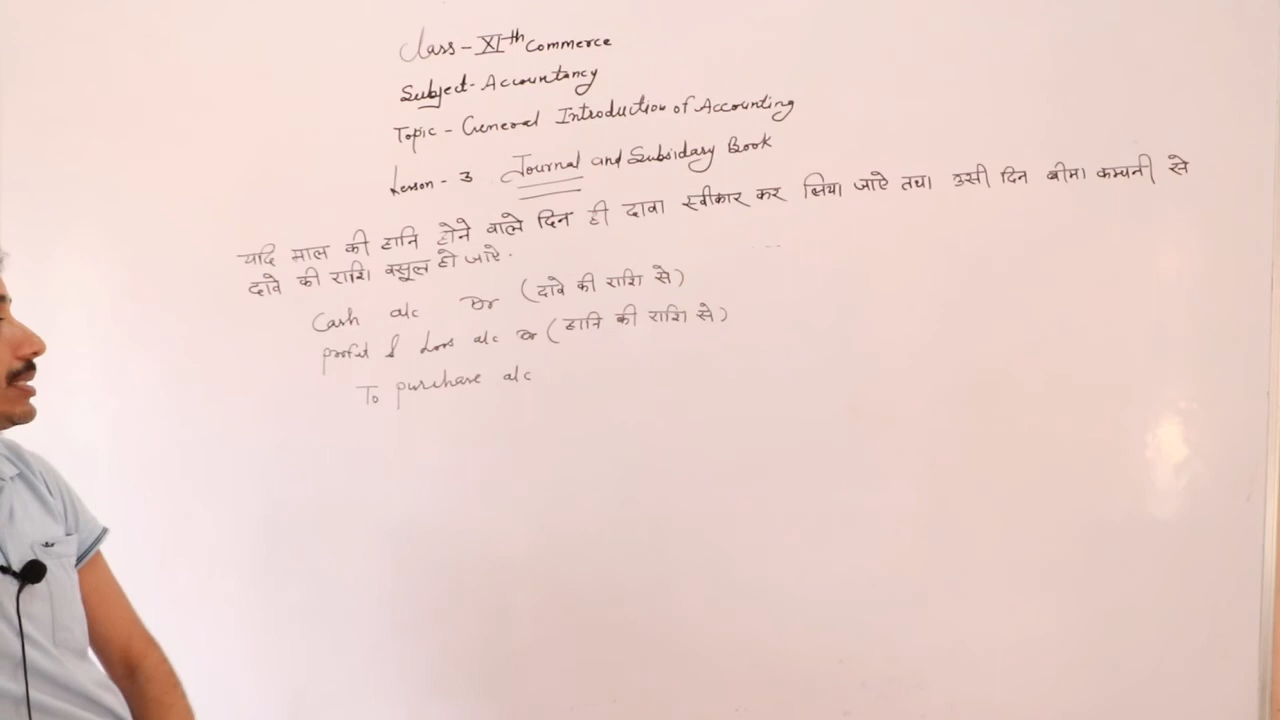 Class - XIth Commerce
Subject - Accountancy
Topic - General Introduction of Accounting
Lesson - 3 Journal and Subsidary Book
यदि माल की हानि होने वाले दिन ही दावा स्वीकार कर लिया जाऐ तथा उसी दिन बीमा कम्पनी से
दावे की राशि वसूल हो जाऐ.
Cash a/c Dr (दावे की राशि से)
profit & Loss a/c Dr (हानि की राशि से)
To purchase a/c